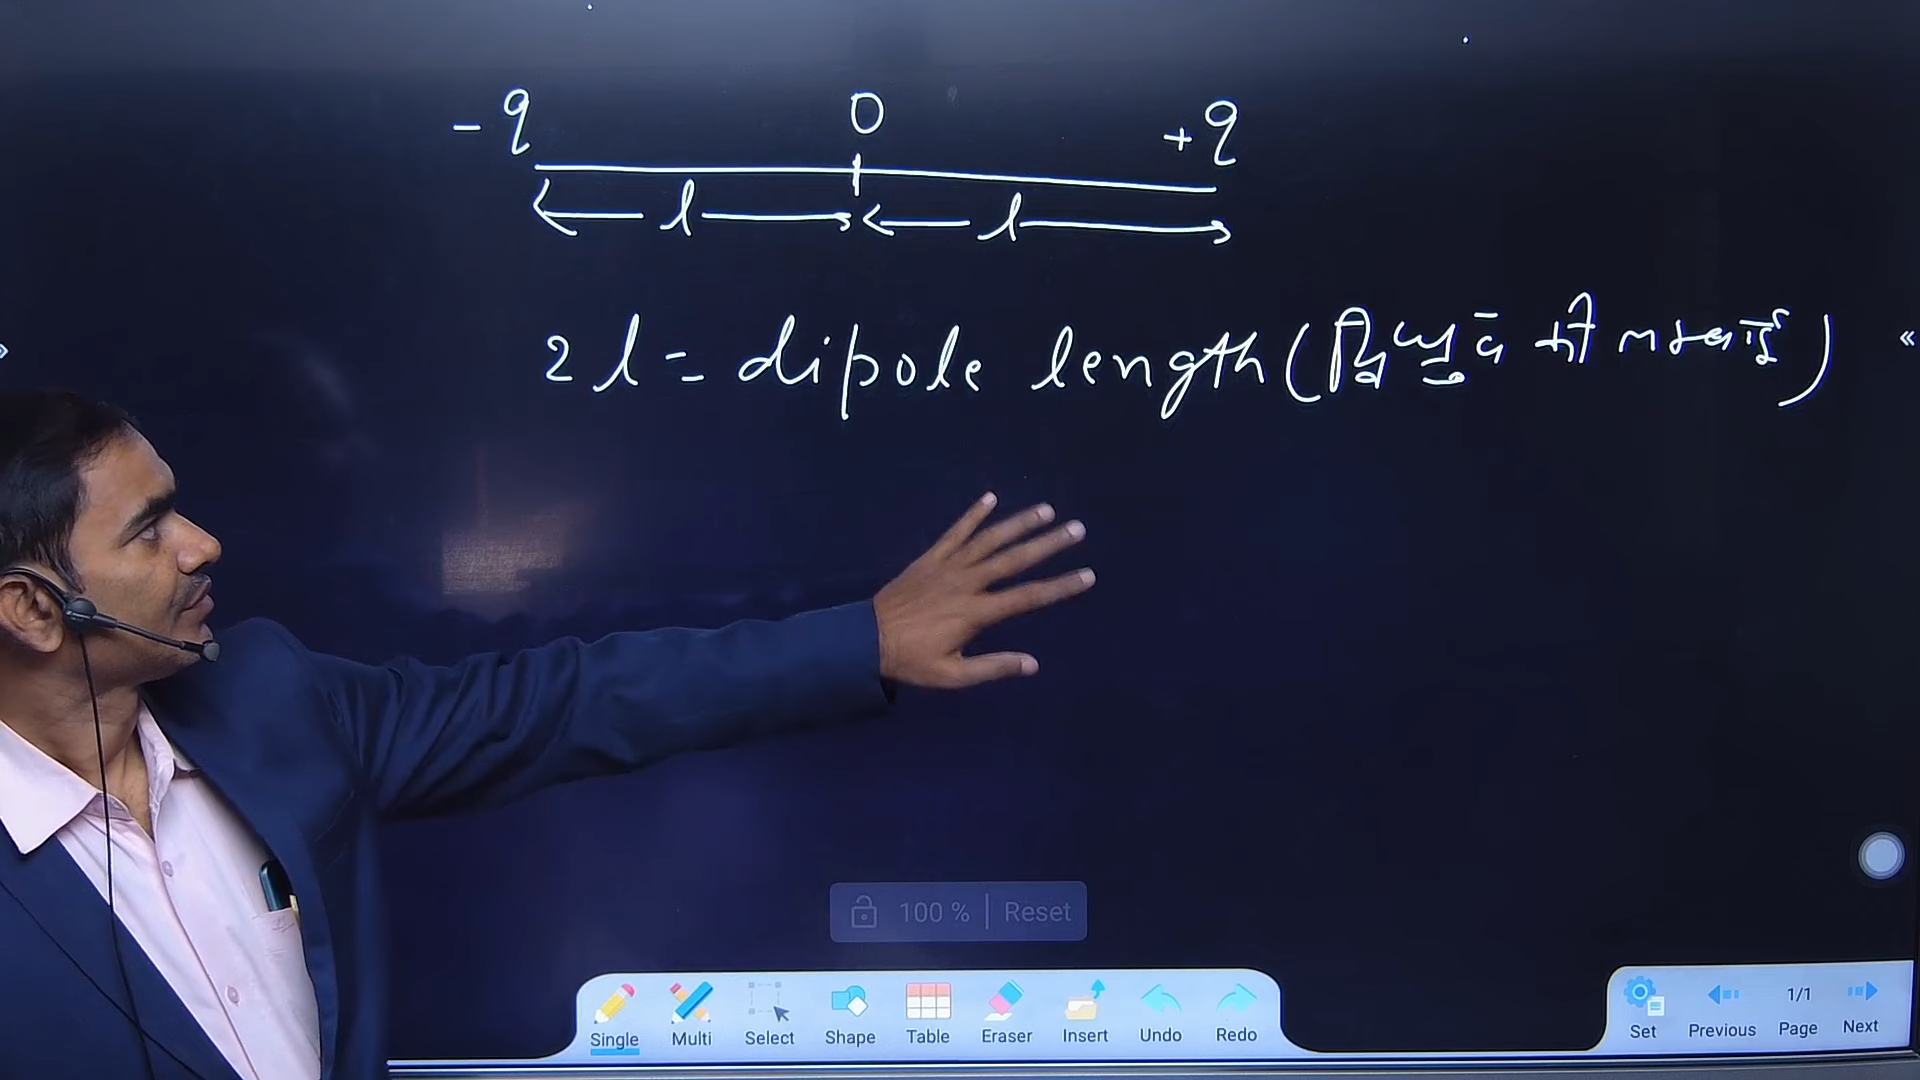 - q 0 + q
l l
2 l = dipole length (द्विध्रुव की लम्बाई)
100 % | Reset
Single Multi Select Shape Table Eraser Insert Undo Redo
Set Previous 1/1 Page Next